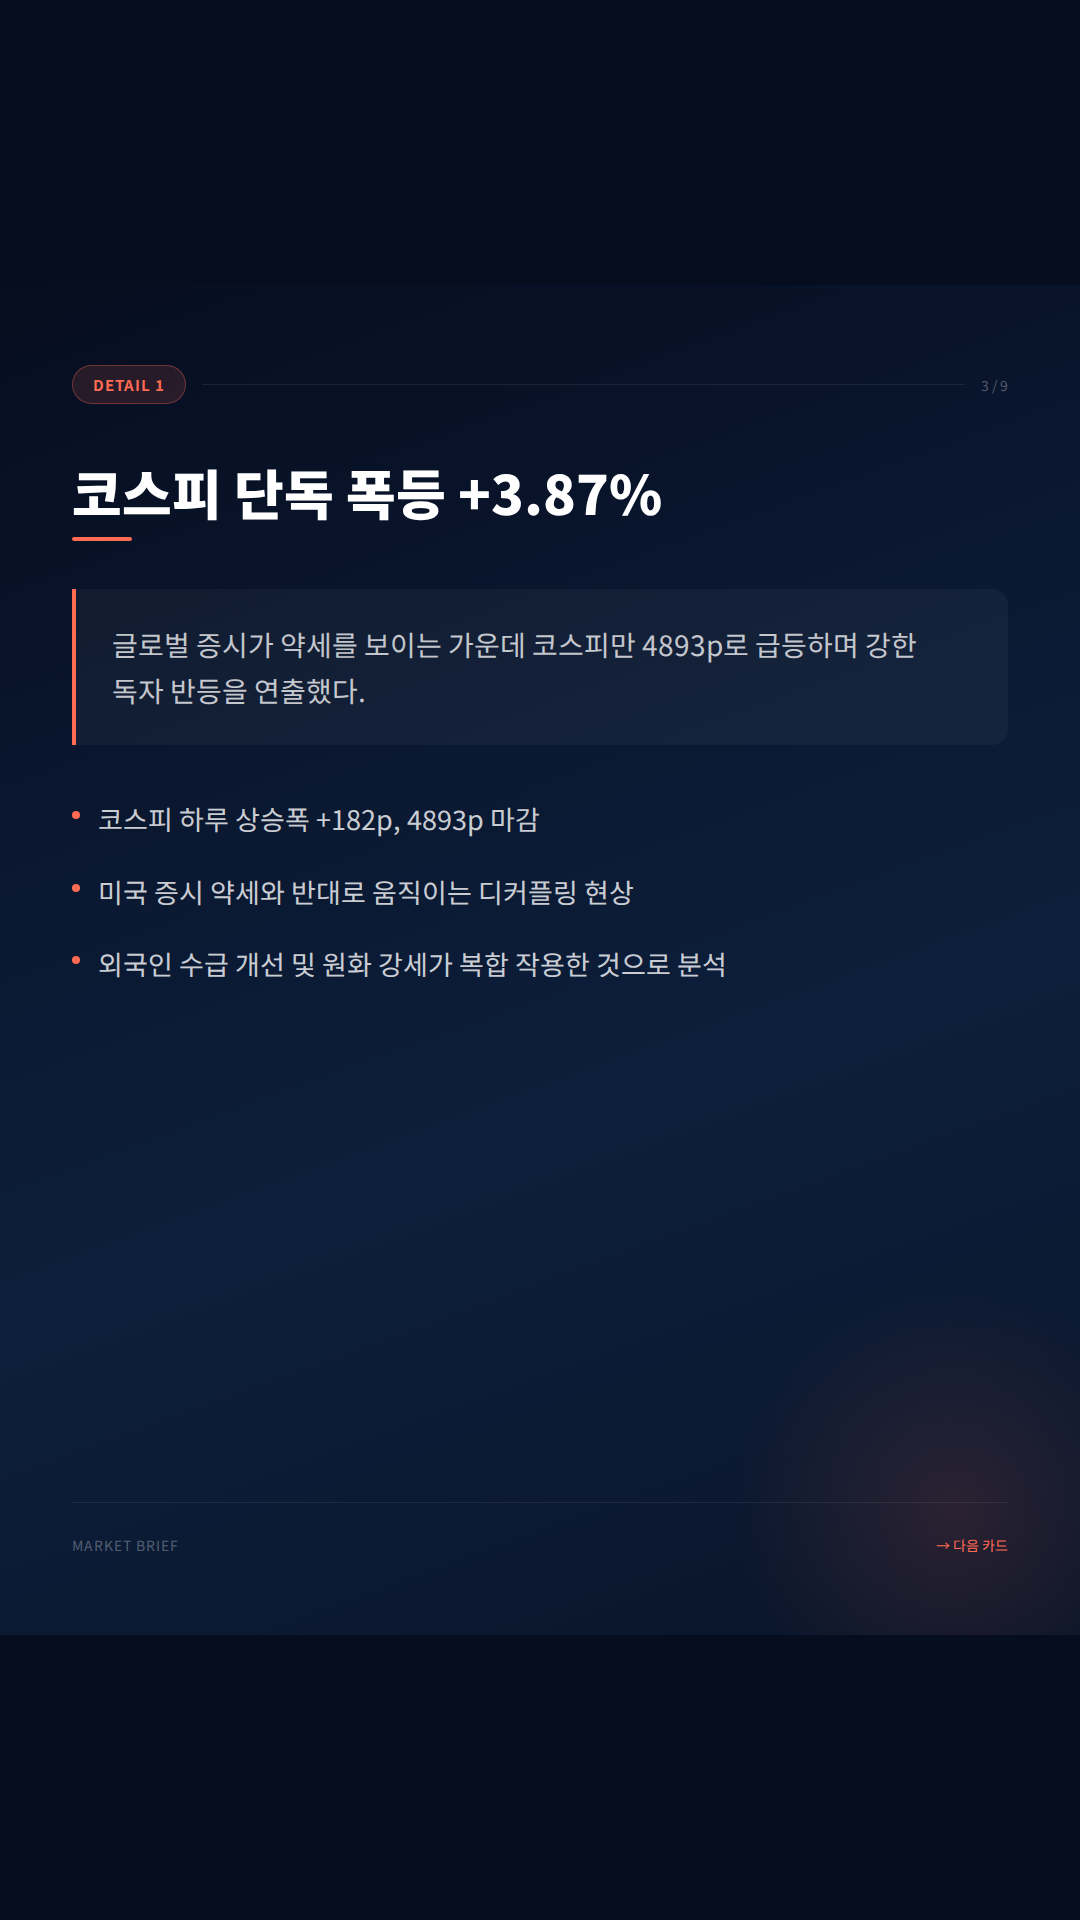 DETAIL 1
3 / 9
코스피 단독 폭등 +3.87%
글로벌 증시가 약세를 보이는 가운데 코스피만 4893p로 급등하며 강한
독자 반등을 연출했다.
코스피 하루 상승폭 +182p, 4893p 마감
미국 증시 약세와 반대로 움직이는 디커플링 현상
외국인 수급 개선 및 원화 강세가 복합 작용한 것으로 분석
MARKET BRIEF
→ 다음 카드